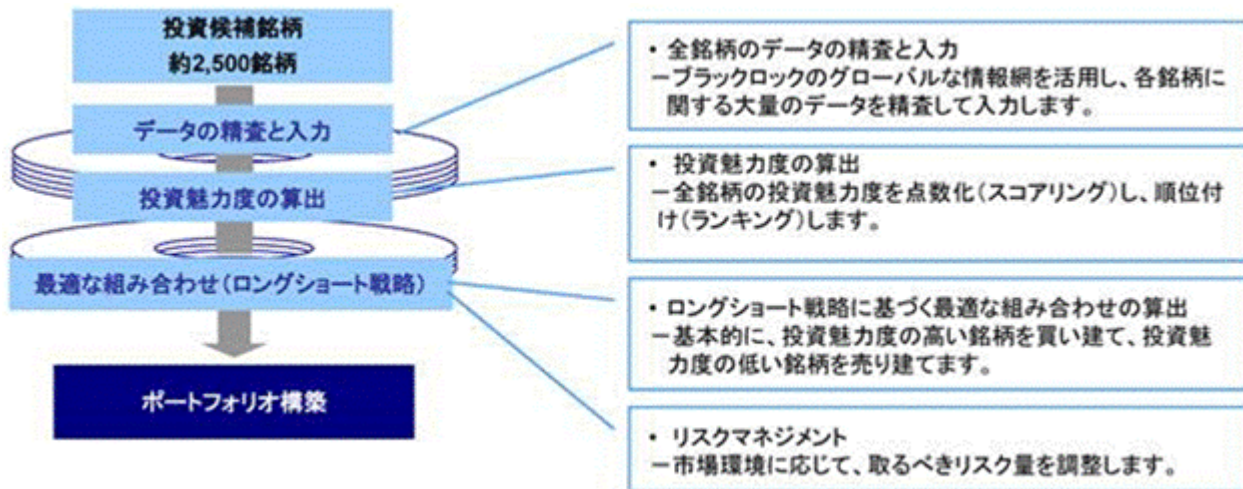 投資候補銘柄
約2,500銘柄
データの精査と入力
投資魅力度の算出
最適な組み合わせ(ロングショート戦略)
ポートフォリオ構築
・ 全銘柄のデータの精査と入力
－ブラックロックのグローバルな情報網を活用し、各銘柄に
関する大量のデータを精査して入力します。
・ 投資魅力度の算出
－全銘柄の投資魅力度を点数化(スコアリング)し、順位付
け(ランキング)します。
・ ロングショート戦略に基づく最適な組み合わせの算出
－基本的に、投資魅力度の高い銘柄を買い建て、投資魅
力度の低い銘柄を売り建てます。
・ リスクマネジメント
－市場環境に応じて、取るべきリスク量を調整します。